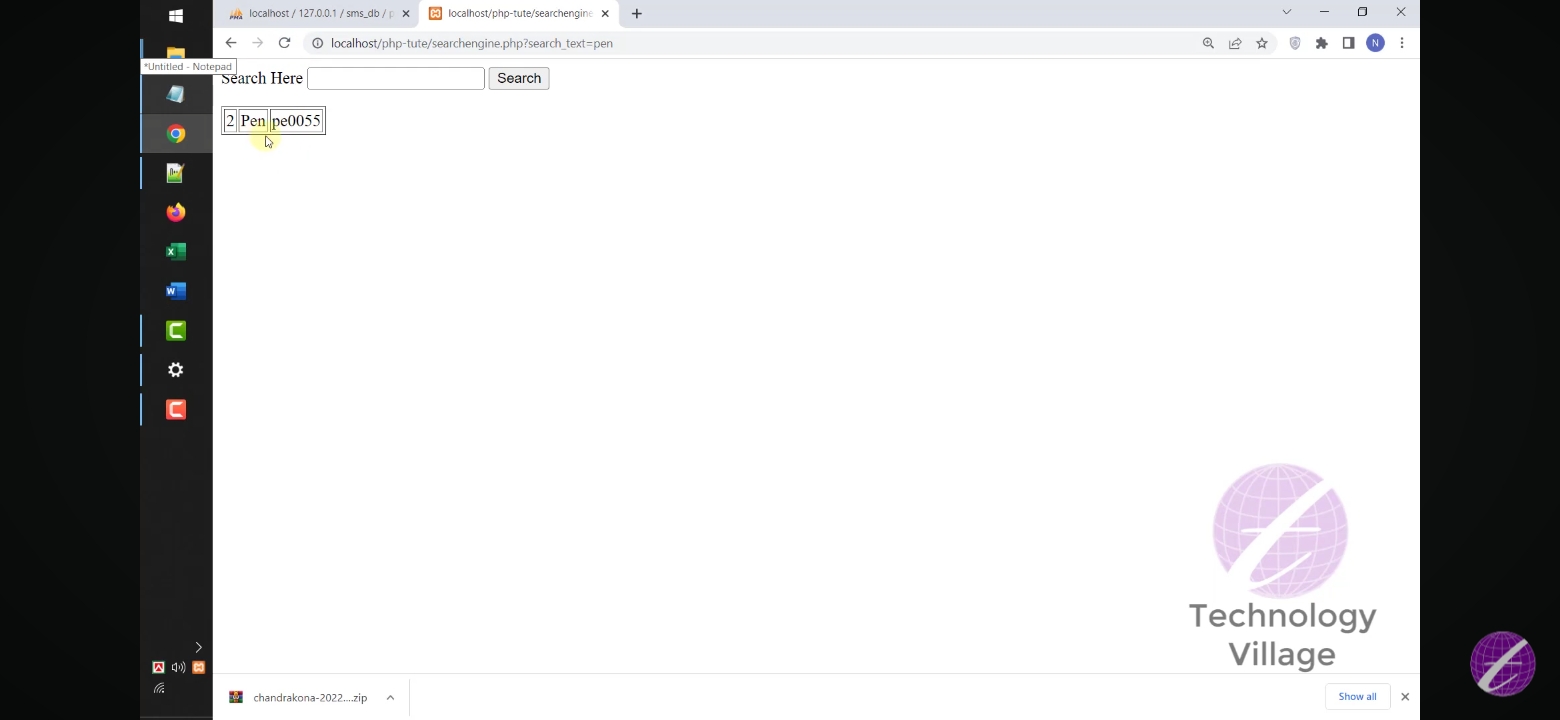 localhost / 127.0.0.1 / sms_db / p
localhost/php-tute/searchengine
localhost/php-tute/searchengine.php?search_text=pen
N
*Untitled - Notepad
Search Here
Search
2 Pen pe0055
Technology
Village
chandrakona-2022....zip
Show all